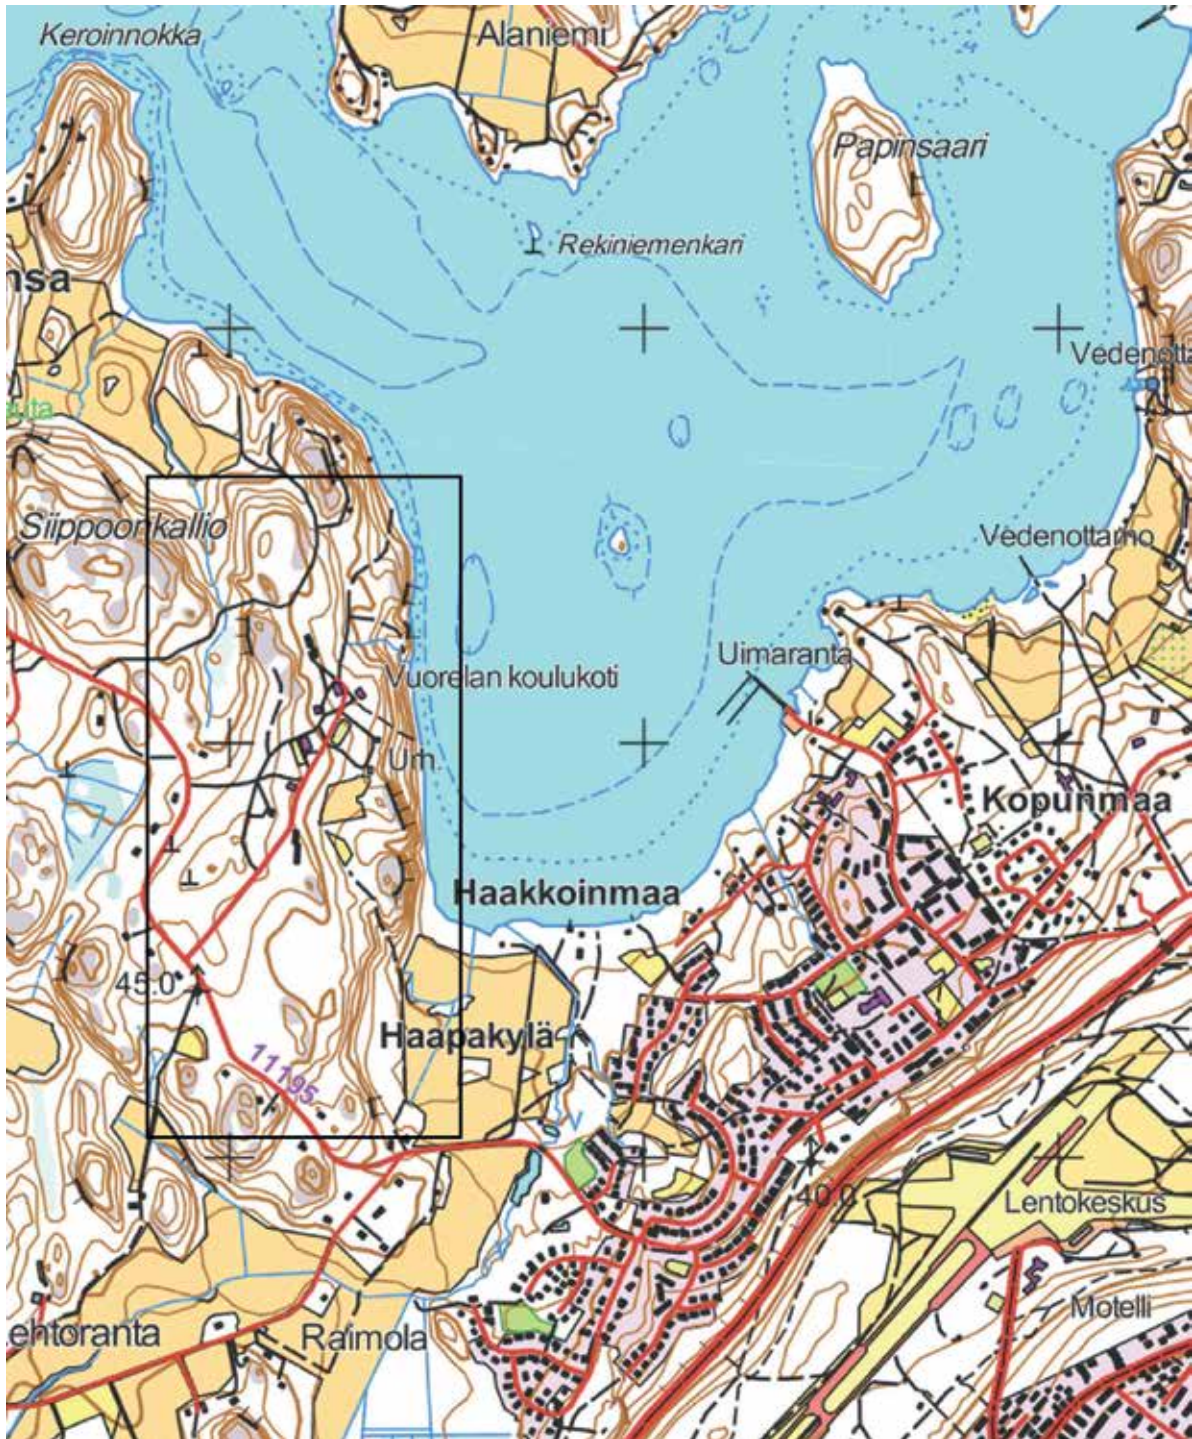 Keroinnokka
Alaniemi
Papinsaari
Rekiniemenkari
nsa
Vedenotta
Siippoonkallio
Vedenottamo
Uimaranta
Vuorelan koulukoti
Urh.
Kopunmaa
Haakkoinmaa
45.0
Haapakylä
11195
40.0
Lentokeskus
Motelli
ehtoranta
Raimola